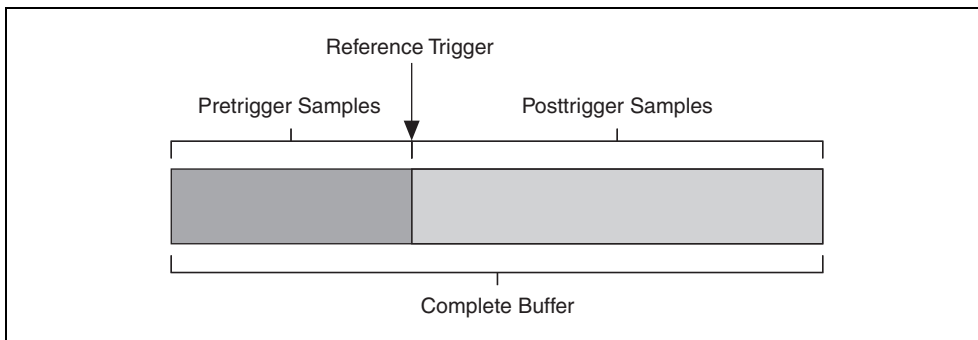 Reference Trigger
Pretrigger Samples
Posttrigger Samples
Complete Buffer